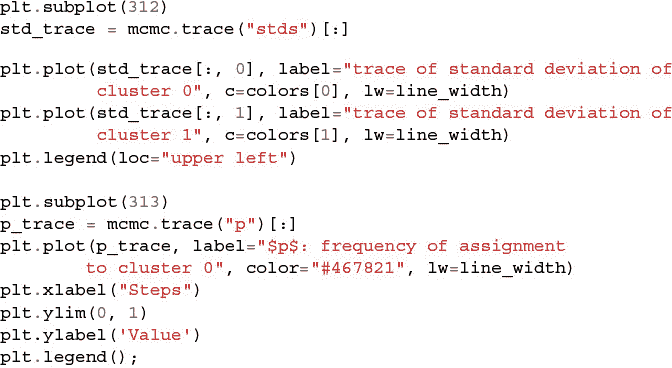 plt.subplot(312)
std_trace = mcmc.trace("stds")[:]
plt.plot(std_trace[:, 0], label="trace of standard deviation of
cluster 0", c=colors[0], lw=line_width)
plt.plot(std_trace[:, 1], label="trace of standard deviation of
cluster 1", c=colors[1], lw=line_width)
plt.legend(loc="upper left")
plt.subplot(313)
p_trace = mcmc.trace("p")[:]
plt.plot(p_trace, label="$p$: frequency of assignment
to cluster 0", color="#467821", lw=line_width)
plt.xlabel("Steps")
plt.ylim(0, 1)
plt.ylabel('Value')
plt.legend();